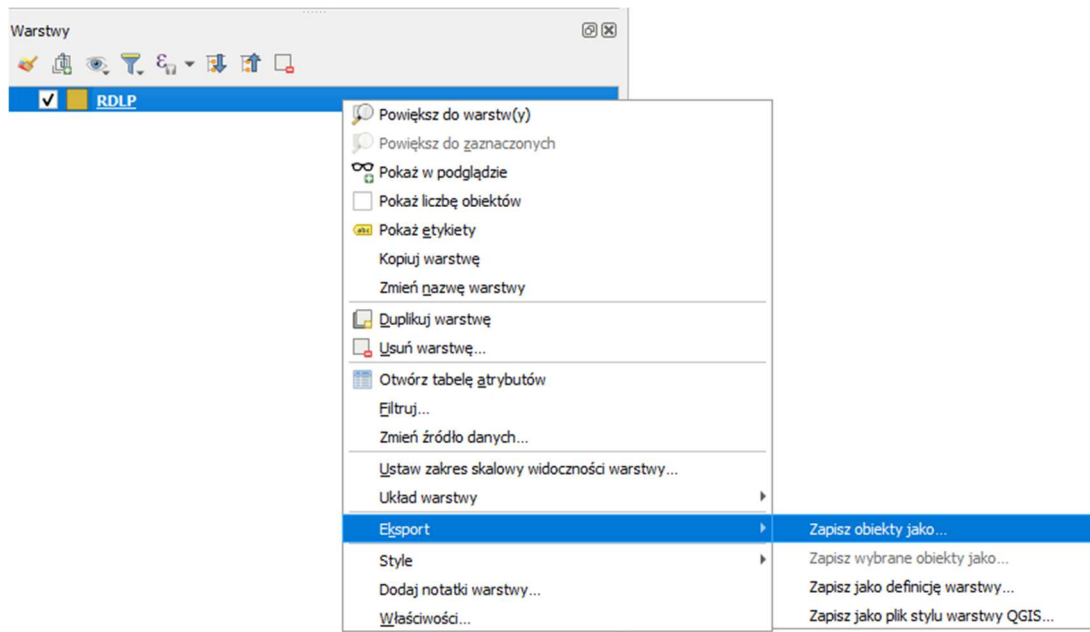 Warstwy
RDLP
Powiększ do warstw(y)
Powiększ do zaznaczonych
Pokaż w podglądzie
Pokaż liczbę obiektów
abc Pokaż etykiety
Kopiuj warstwę
Zmień nazwę warstwy
Duplikuj warstwę
Usuń warstwę...
Otwórz tabelę atrybutów
Filtruj...
Zmień źródło danych...
Ustaw zakres skalowy widoczności warstwy...
Układ warstwy
Eksport
Zapisz obiekty jako...
Style
Zapisz wybrane obiekty jako...
Dodaj notatki warstwy...
Zapisz jako definicję warstwy...
Właściwości...
Zapisz jako plik stylu warstwy QGIS...